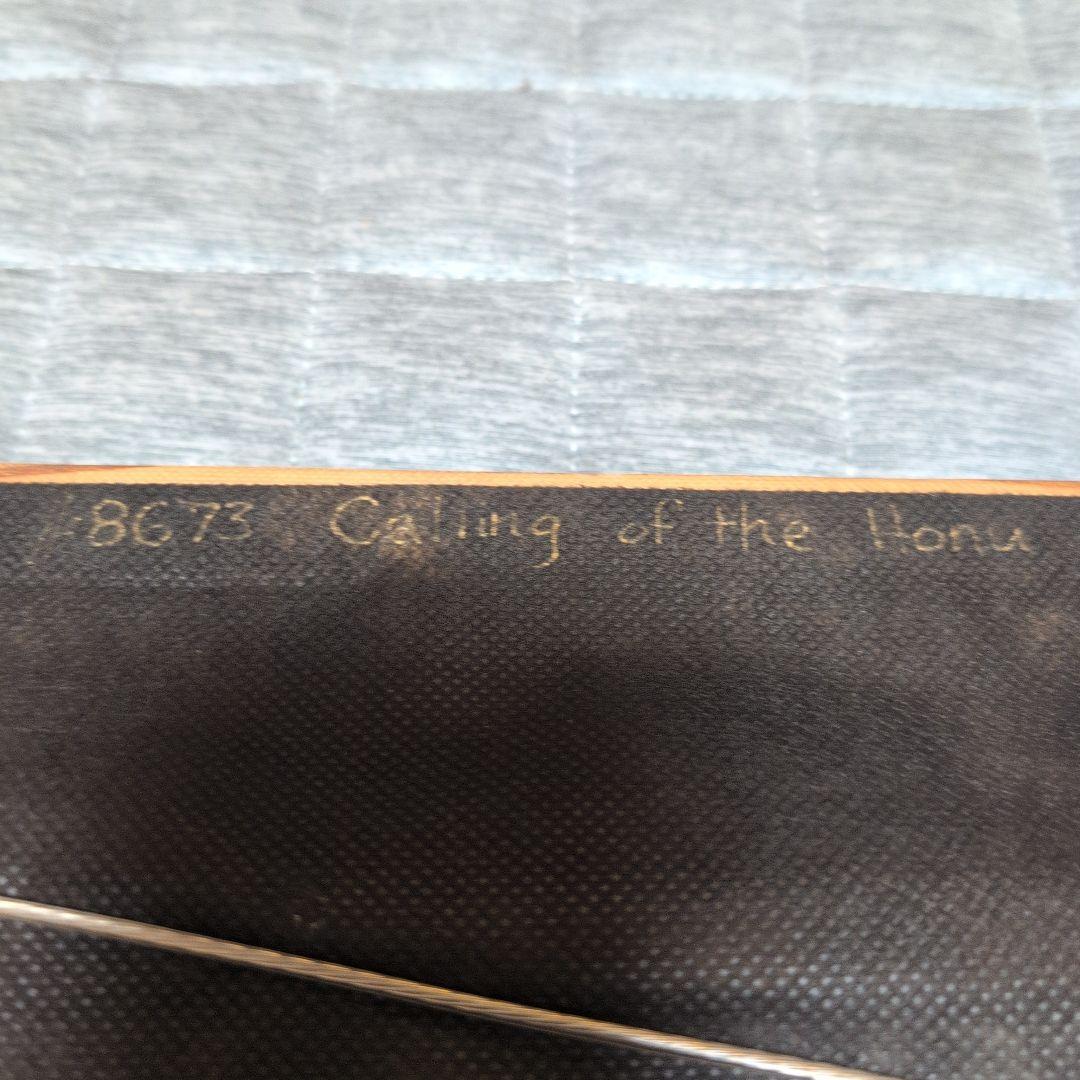 #8673 Calling of the Honu